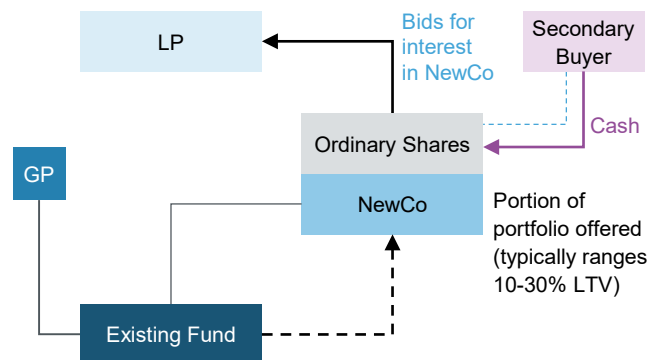 LP
Bids for
interest
in NewCo
Secondary
Buyer
Cash
Ordinary Shares
GP
NewCo
Portion of
portfolio offered
(typically ranges
10-30% LTV)
Existing Fund